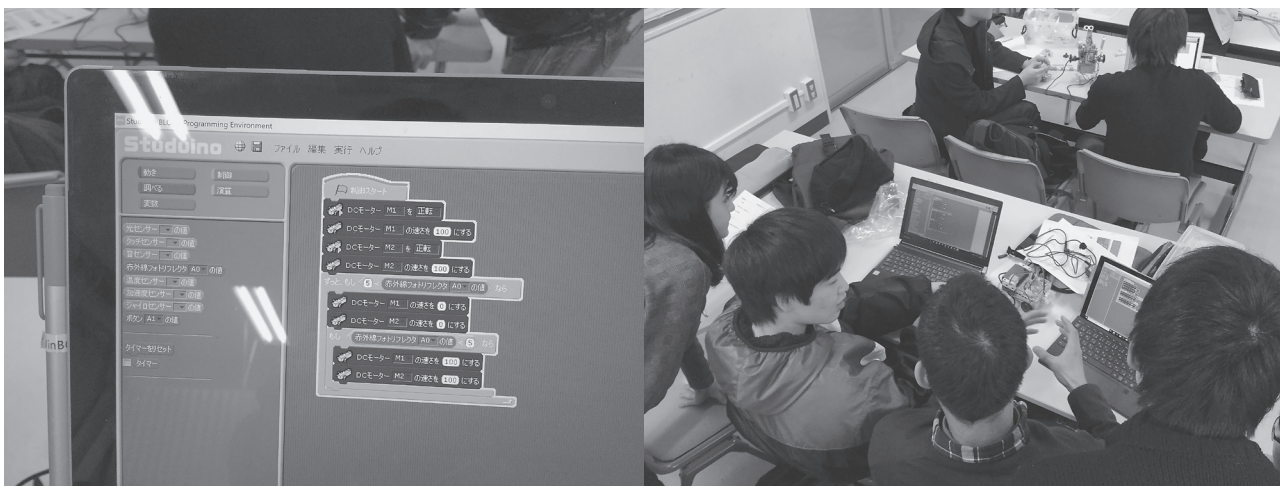 Programming Environment
Studuino
ファイル 編集 実行 ヘルプ
動き 制御
調べる 演算
変数
光センサー の値
タッチセンサー の値
音センサー の値
赤外線フォトリフレクタ A0 の値
温度センサー の値
加速度センサー の値
ジャイロセンサー の値
ボタン A1 の値
タイマーをリセット
タイマー
制御スタート
DCモーター M1 を 正転
DCモーター M1 の速さを 100 にする
DCモーター M2 を 正転
DCモーター M2 の速さを 100 にする
ずっと、もし 5 < 赤外線フォトリフレクタ A0 の値 なら
DCモーター M1 の速さを 0 にする
DCモーター M2 の速さを 0 にする
もし 赤外線フォトリフレクタ A0 の値 < 5 なら
DCモーター M1 の速さを 100 にする
DCモーター M2 の速さを 100 にする